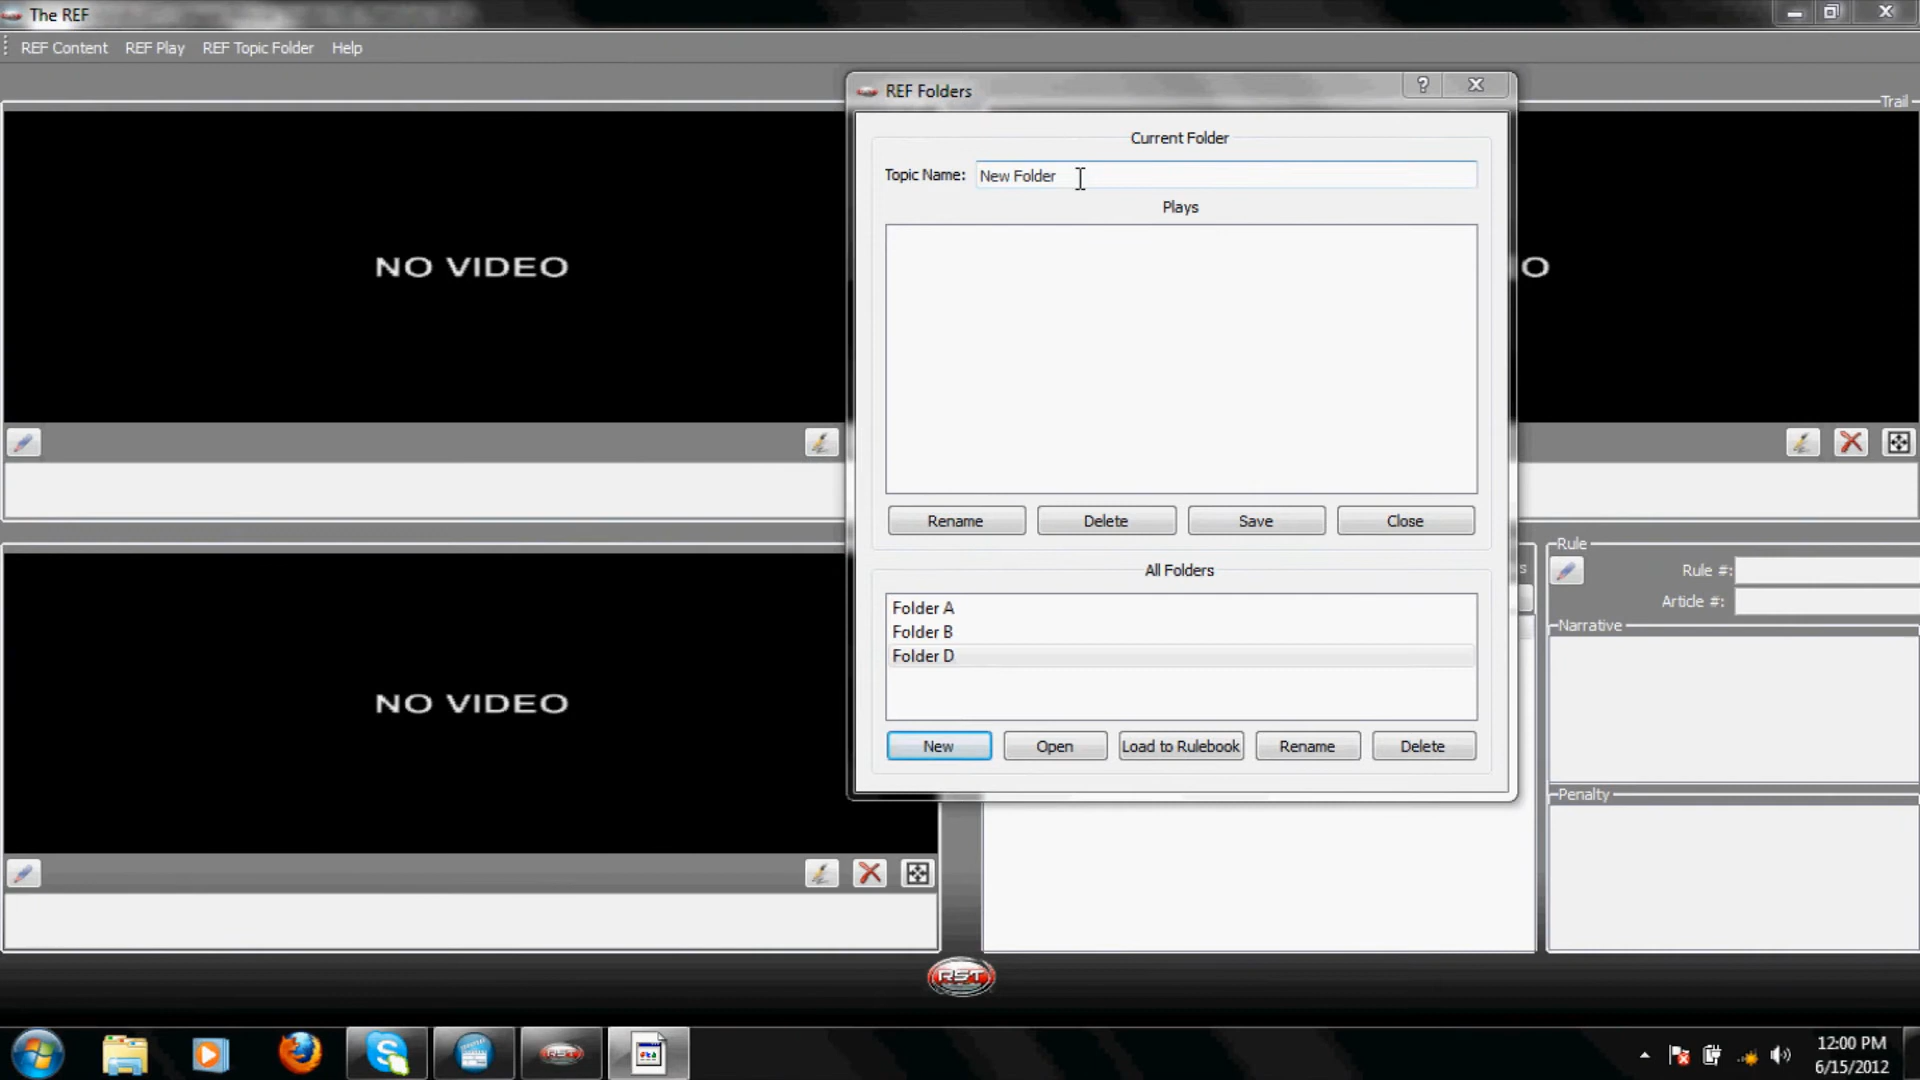 The REF
REF Content REF Play REF Topic Folder Help
REF Folders
Trail
Current Folder
Topic Name: New Folder
Plays
NO VIDEO
O
Rename Delete Save Close
All Folders
Folder A
Folder B
Folder D
New Open Load to Rulebook Rename Delete
s
Rule
Rule #:
Article #:
Narrative
NO VIDEO
Penalty
RST
RST
12:00 PM
6/15/2012